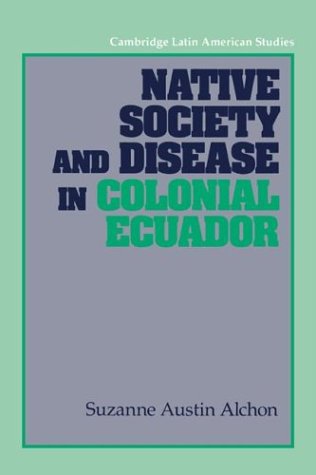 Cambridge Latin American Studies
NATIVE
SOCIETY
AND DISEASE
IN COLONIAL
ECUADOR
Suzanne Austin Alchon